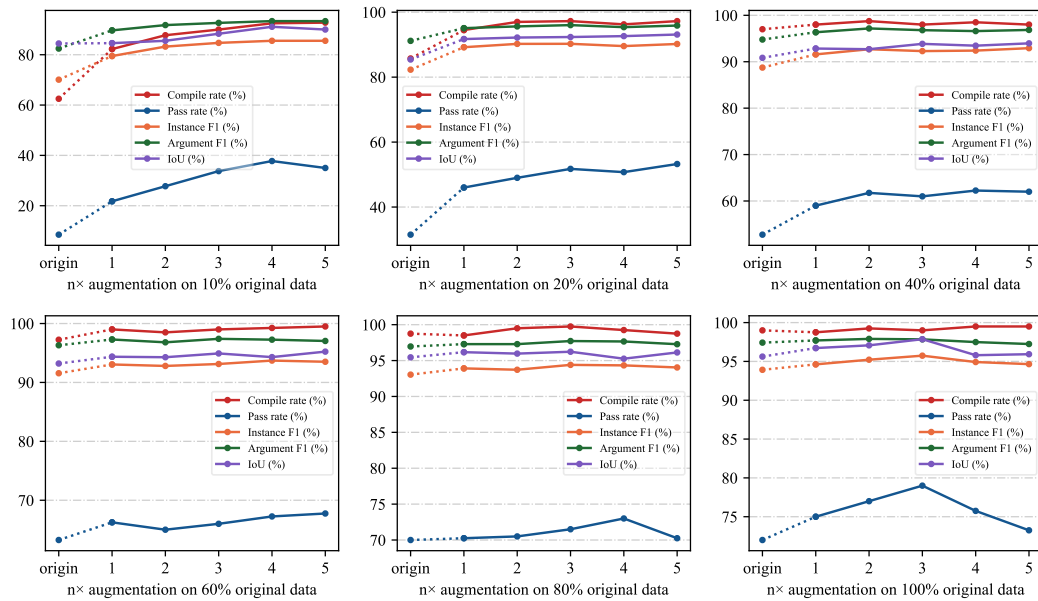 80
60
40
20
Compile rate (%)
Pass rate (%)
Instance F1 (%)
Argument F1 (%)
IoU (%)
origin 1 2 3 4 5
n× augmentation on 10% original data
100
80
60
40
Compile rate (%)
Pass rate (%)
Instance F1 (%)
Argument F1 (%)
IoU (%)
origin 1 2 3 4 5
n× augmentation on 20% original data
100
90
80
70
60
Compile rate (%)
Pass rate (%)
Instance F1 (%)
Argument F1 (%)
IoU (%)
origin 1 2 3 4 5
n× augmentation on 40% original data
100
90
80
70
Compile rate (%)
Pass rate (%)
Instance F1 (%)
Argument F1 (%)
IoU (%)
origin 1 2 3 4 5
n× augmentation on 60% original data
100
95
90
85
80
75
70
Compile rate (%)
Pass rate (%)
Instance F1 (%)
Argument F1 (%)
IoU (%)
origin 1 2 3 4 5
n× augmentation on 80% original data
100
95
90
85
80
75
Compile rate (%)
Pass rate (%)
Instance F1 (%)
Argument F1 (%)
IoU (%)
origin 1 2 3 4 5
n× augmentation on 100% original data